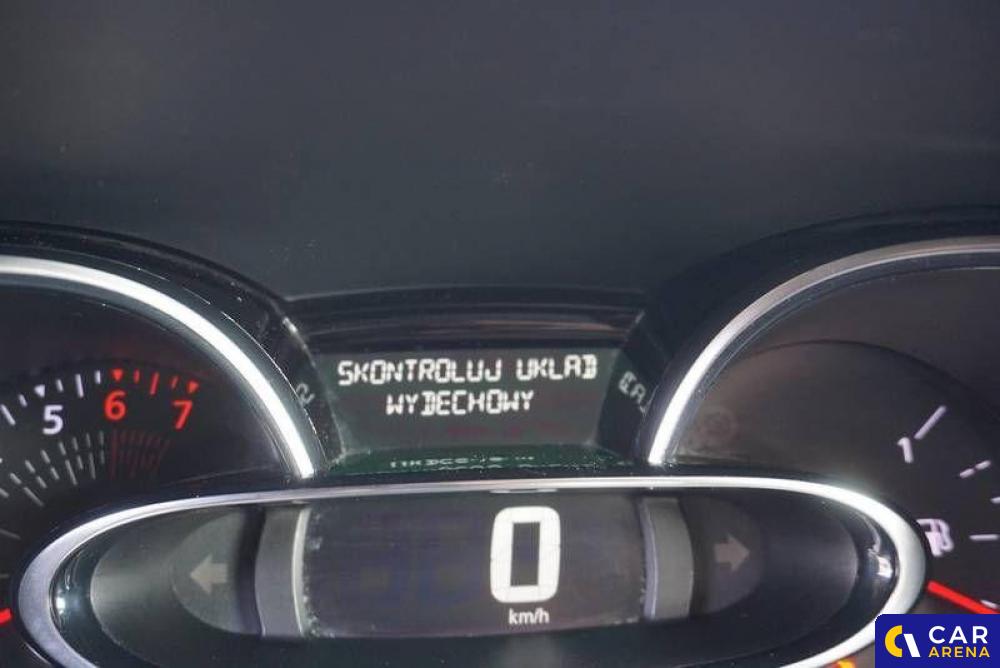 SKONTROLUJ UKLAD
WYDECHOWY
5
6
7
1
0
km/h
CAR
ARENA